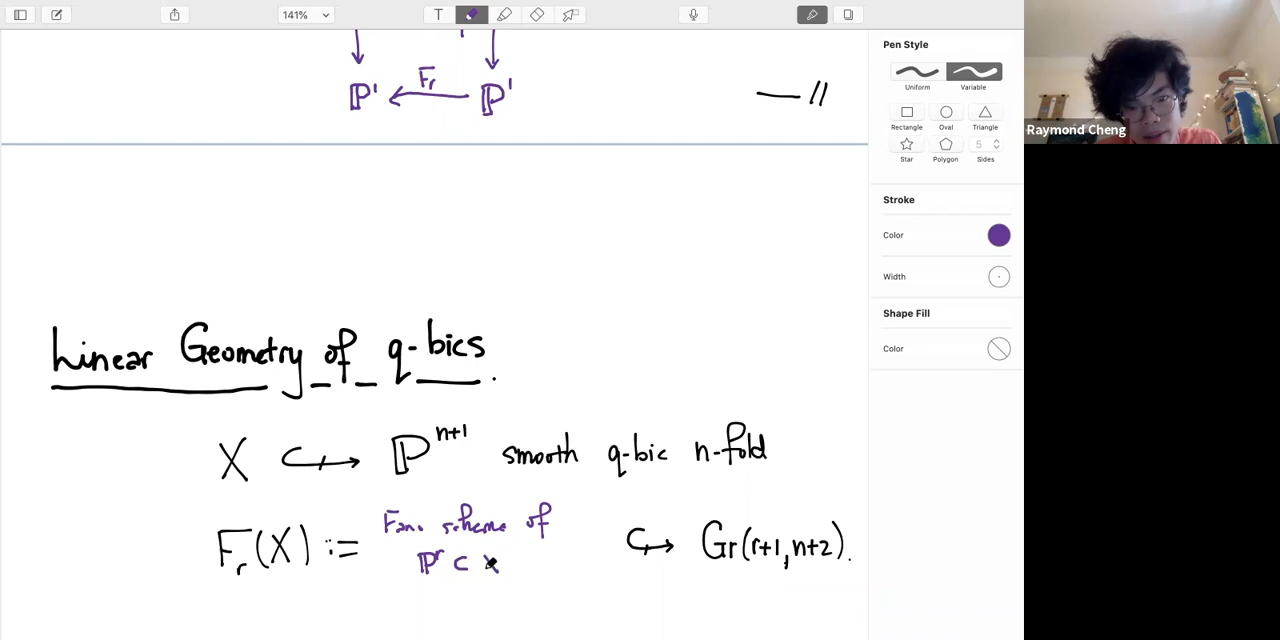 141%
T
Pen Style
Uniform
Variable
Rectangle
Oval
Triangle
Star
Polygon
5
Sides
Stroke
Color
Width
Shape Fill
Color
Raymond Cheng
Fr
ℙ¹ ← ℙ¹
— //
Linear Geometry of q-bics.
X ↪ ℙⁿ⁺¹ smooth q-bic n-fold
Fᵣ(X) := Fano scheme of ℙʳ ⊂ X ↪ Gr(r+1, n+2).